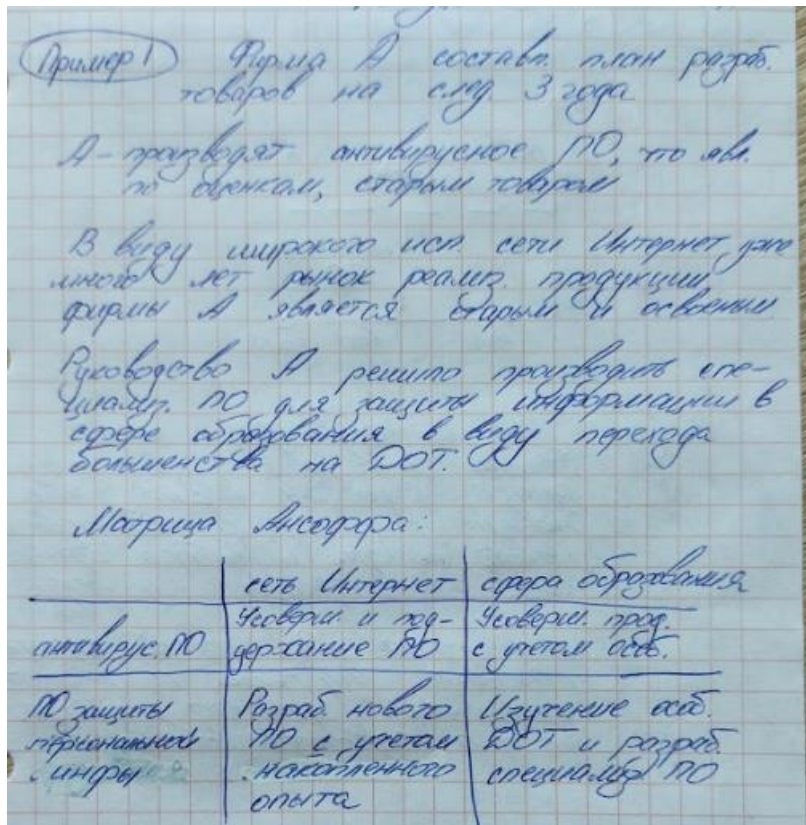 Пример 1 Фирма А составл. план разраб.
товаров на след. 3 года
А – производят антивирусное ПО, что явл.
по оценкам, старым товаром
В виду широкого исп. сети Интернет уже
много лет рынок реализ. продукции
фирмы А является старым и освоенным
Руководство А решило производить спе-
циализ. ПО для защиты информации в
сфере образования в виду перехода
большенства на ДОТ.
Матрица Ансоффа:
сеть Интернет сфера образования
антивирус. ПО
Усоверш. и под-
держание ПО
Усоверш. прод.
с учетом особ.
ПО защиты
персональной
инфы
Разраб. нового
ПО с учетом
накопленного
опыта
Изучение особ.
ДОТ и разраб.
специализ ПО